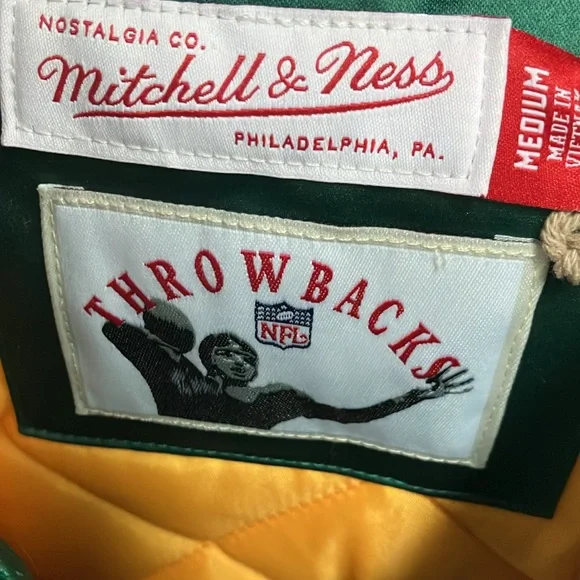 NOSTALGIA CO.
Mitchell & Ness
PHILADELPHIA, PA.
MEDIUM
MADE IN
THROWBACKS
NFL